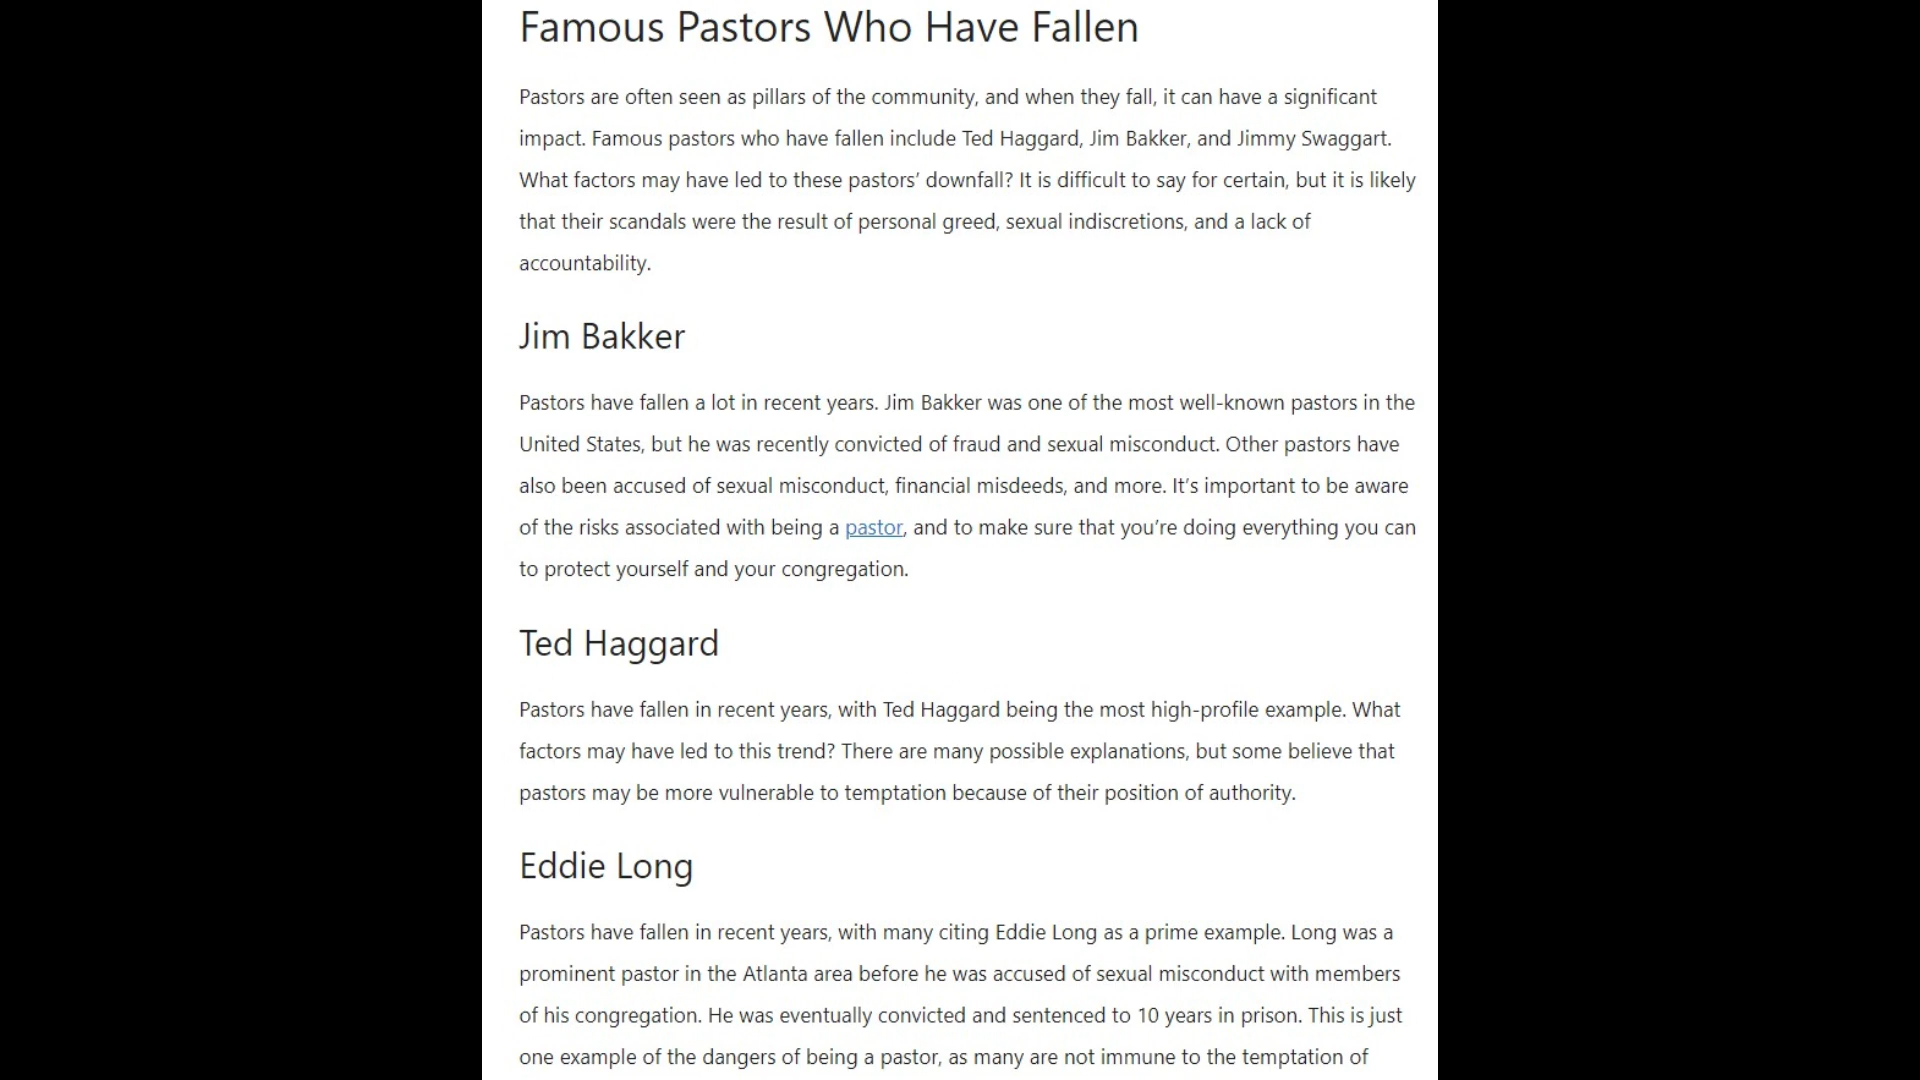 Famous Pastors Who Have Fallen
Pastors are often seen as pillars of the community, and when they fall, it can have a significant
impact. Famous pastors who have fallen include Ted Haggard, Jim Bakker, and Jimmy Swaggart.
What factors may have led to these pastors’ downfall? It is difficult to say for certain, but it is likely
that their scandals were the result of personal greed, sexual indiscretions, and a lack of
accountability.
Jim Bakker
Pastors have fallen a lot in recent years. Jim Bakker was one of the most well-known pastors in the
United States, but he was recently convicted of fraud and sexual misconduct. Other pastors have
also been accused of sexual misconduct, financial misdeeds, and more. It’s important to be aware
of the risks associated with being a pastor, and to make sure that you’re doing everything you can
to protect yourself and your congregation.
Ted Haggard
Pastors have fallen in recent years, with Ted Haggard being the most high-profile example. What
factors may have led to this trend? There are many possible explanations, but some believe that
pastors may be more vulnerable to temptation because of their position of authority.
Eddie Long
Pastors have fallen in recent years, with many citing Eddie Long as a prime example. Long was a
prominent pastor in the Atlanta area before he was accused of sexual misconduct with members
of his congregation. He was eventually convicted and sentenced to 10 years in prison. This is just
one example of the dangers of being a pastor, as many are not immune to the temptation of